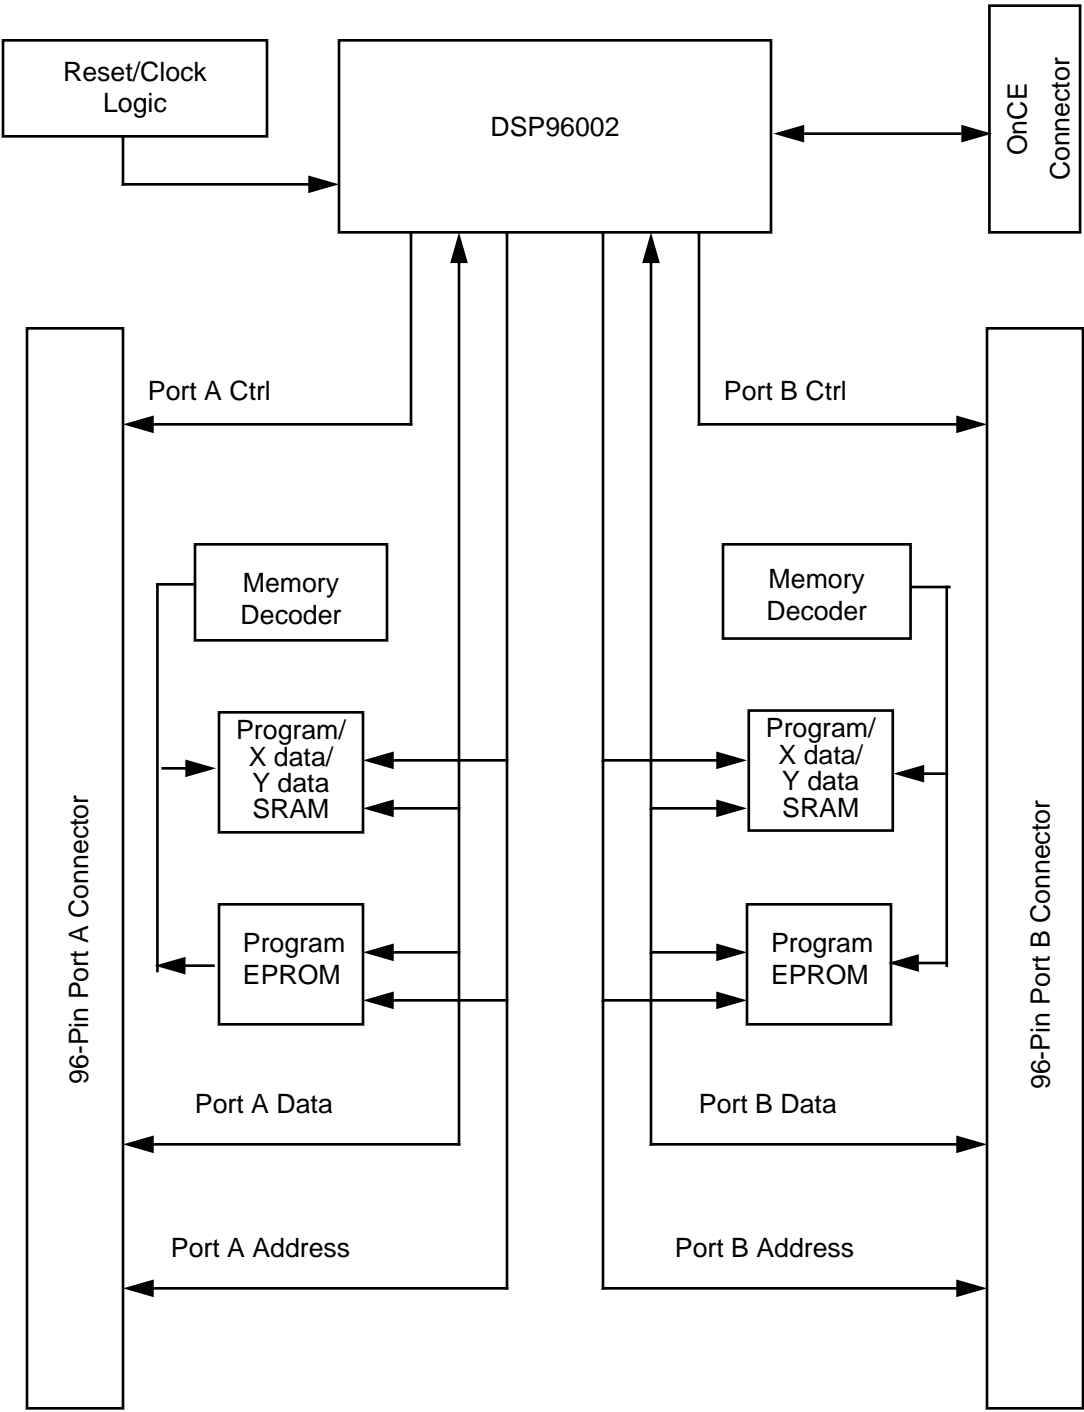 Reset/Clock
Logic
DSP96002
OnCE
Connector
Port A Ctrl
Port B Ctrl
Memory
Decoder
Memory
Decoder
Program/
X data/
Y data
SRAM
Program/
X data/
Y data
SRAM
96-Pin Port A Connector
96-Pin Port B Connector
Program
EPROM
Program
EPROM
Port A Data
Port B Data
Port A Address
Port B Address